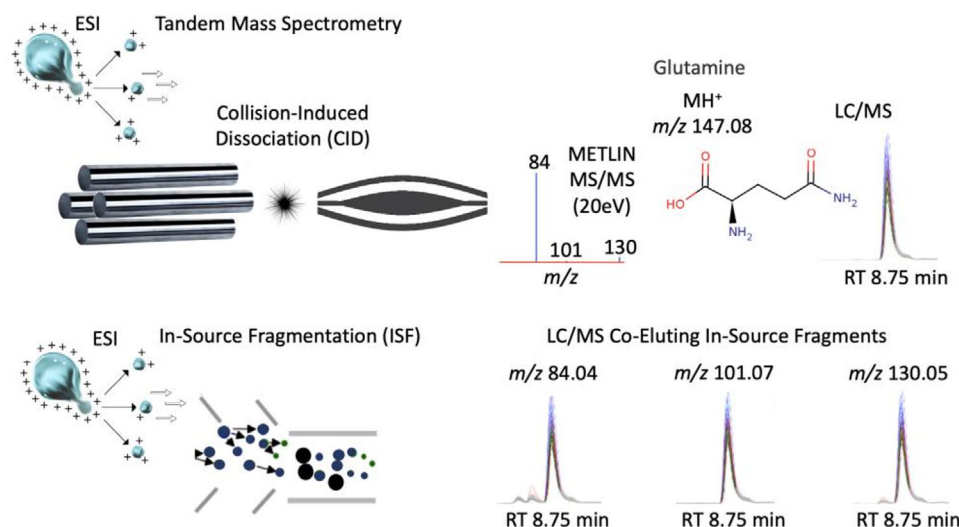 ESI
Tandem Mass Spectrometry
Collision-Induced
Dissociation (CID)
84
101
130
m/z
METLIN
MS/MS
(20eV)
Glutamine
MH⁺
m/z 147.08
O
O
HO
NH₂
NH₂
LC/MS
RT 8.75 min
ESI
In-Source Fragmentation (ISF)
LC/MS Co-Eluting In-Source Fragments
m/z 84.04
m/z 101.07
m/z 130.05
RT 8.75 min
RT 8.75 min
RT 8.75 min